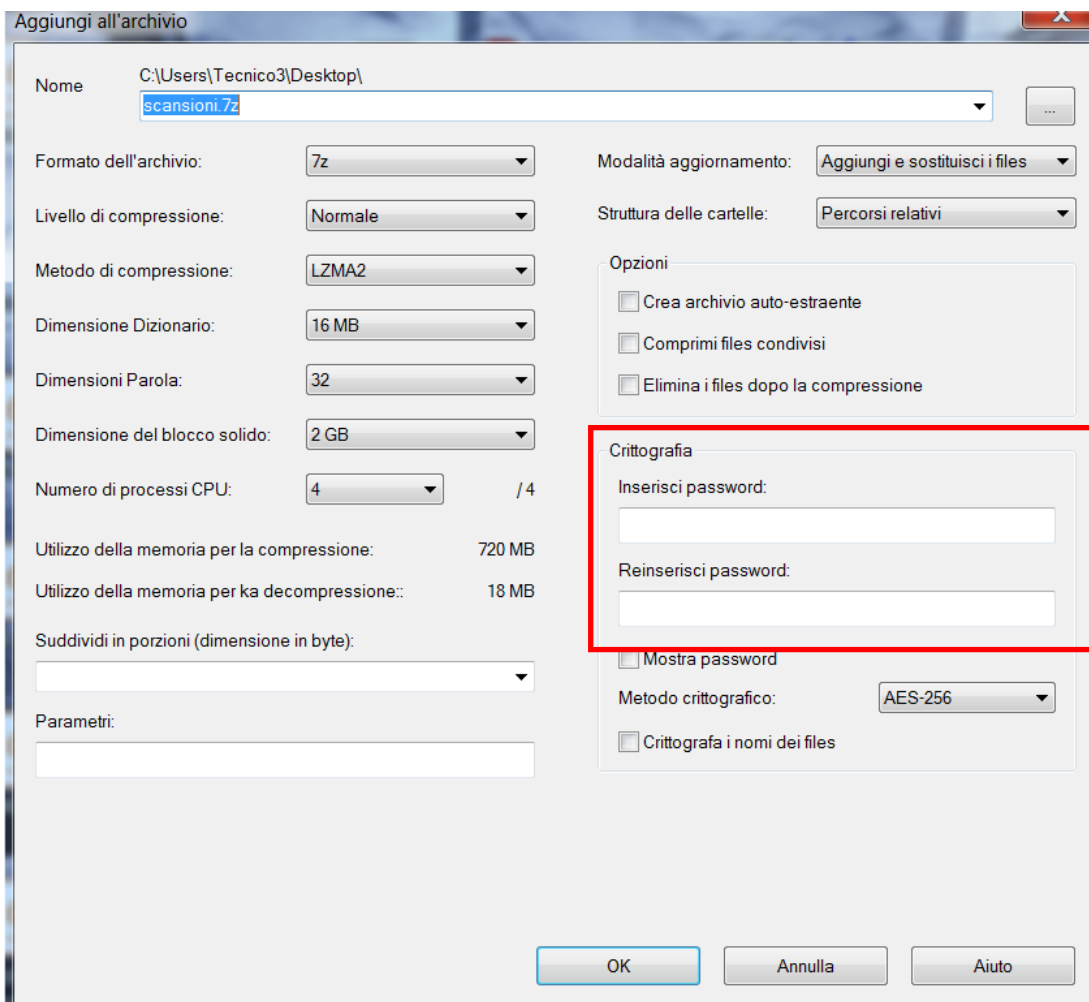 Aggiungi all'archivio
Nome
C:\Users\Tecnico3\Desktop\
scansioni.7z
...
Formato dell'archivio: 7z
Livello di compressione: Normale
Metodo di compressione: LZMA2
Dimensione Dizionario: 16 MB
Dimensioni Parola: 32
Dimensione del blocco solido: 2 GB
Numero di processi CPU: 4 / 4
Utilizzo della memoria per la compressione: 720 MB
Utilizzo della memoria per ka decompressione:: 18 MB
Suddividi in porzioni (dimensione in byte):
Parametri:
Modalità aggiornamento: Aggiungi e sostituisci i files
Struttura delle cartelle: Percorsi relativi
Opzioni
Crea archivio auto-estraente
Comprimi files condivisi
Elimina i files dopo la compressione
Crittografia
Inserisci password:
Reinserisci password:
Mostra password
Metodo crittografico: AES-256
Crittografa i nomi dei files
OK Annulla Aiuto